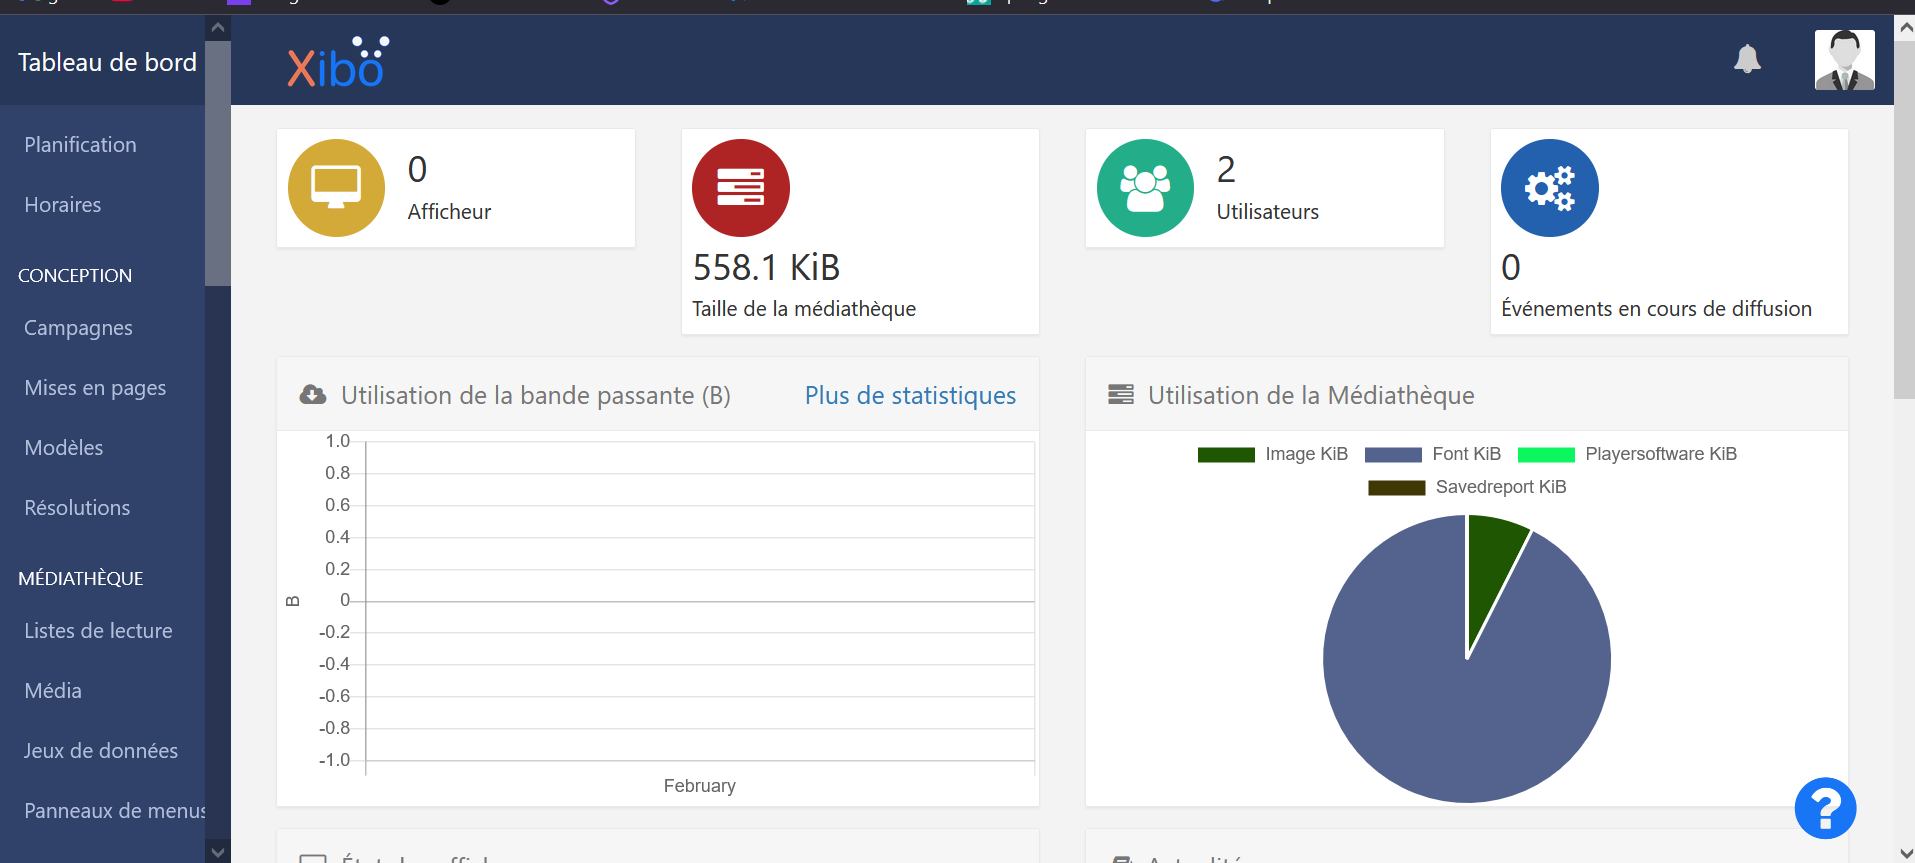 Tableau de bord
Planification
Horaires
CONCEPTION
Campagnes
Mises en pages
Modèles
Résolutions
MÉDIATHÈQUE
Listes de lecture
Média
Jeux de données
Panneaux de menus
Xibo
0
Afficheur
558.1 KiB
Taille de la médiathèque
2
Utilisateurs
0
Événements en cours de diffusion
Utilisation de la bande passante (B)
Plus de statistiques
1.0
0.8
0.6
0.4
0.2
0
-0.2
-0.4
-0.6
-0.8
-1.0
B
February
Utilisation de la Médiathèque
Image KiB Font KiB Playersoftware KiB
Savedreport KiB
?